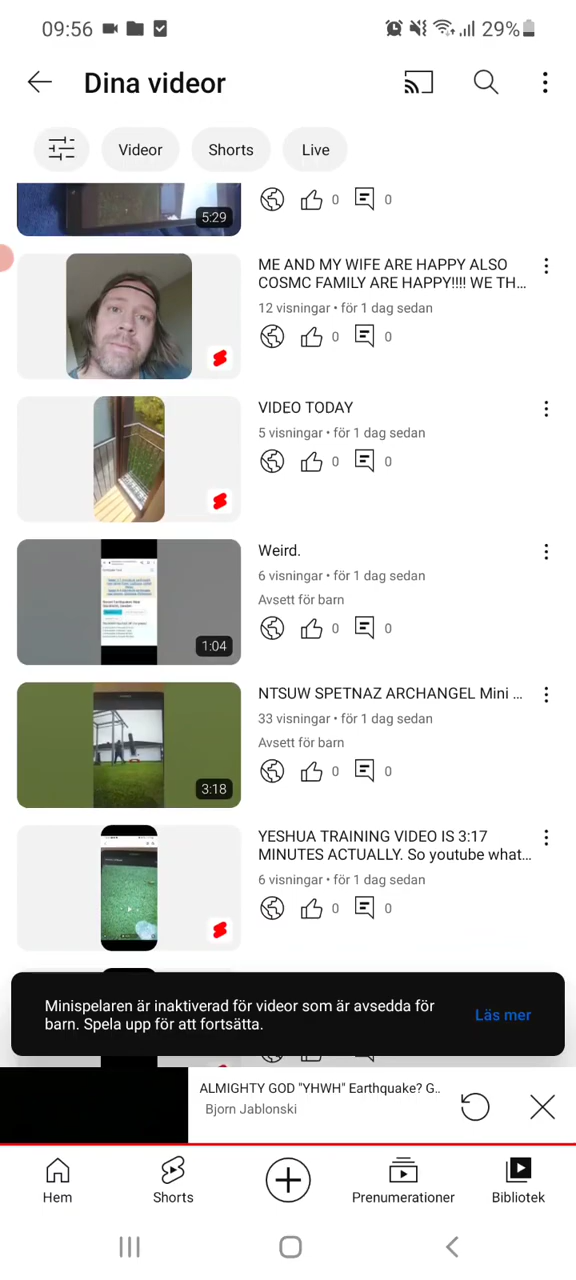 09:56
29%
Dina videor
Videor
Shorts
Live
5:29
0
0
ME AND MY WIFE ARE HAPPY ALSO
COSMC FAMILY ARE HAPPY!!!! WE TH...
12 visningar • för 1 dag sedan
0
0
VIDEO TODAY
5 visningar • för 1 dag sedan
0
0
Weird.
6 visningar • för 1 dag sedan
Avsett för barn
1:04
0
0
NTSUW SPETNAZ ARCHANGEL Mini ...
33 visningar • för 1 dag sedan
Avsett för barn
3:18
0
0
YESHUA TRAINING VIDEO IS 3:17
MINUTES ACTUALLY. So youtube what...
6 visningar • för 1 dag sedan
0
0
Minispelaren är inaktiverad för videor som är avsedda för
barn. Spela upp för att fortsätta.
Läs mer
ALMIGHTY GOD "YHWH" Earthquake? G..
Bjorn Jablonski
Hem
Shorts
Prenumerationer
Bibliotek